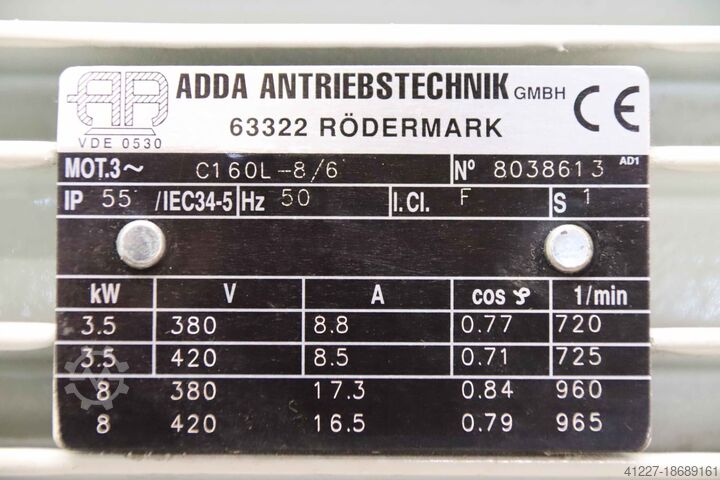 ADDA ANTRIEBSTECHNIK GMBH
63322 RÖDERMARK
VDE 0530
CE
MOT.3~ C160L-8/6 Nº 8038613 AD1
IP 55 /IEC34-5 Hz 50 I.Cl. F S 1
kW V A cos φ 1/min
3.5 380 8.8 0.77 720
3.5 420 8.5 0.71 725
8 380 17.3 0.84 960
8 420 16.5 0.79 965
41227-18689161